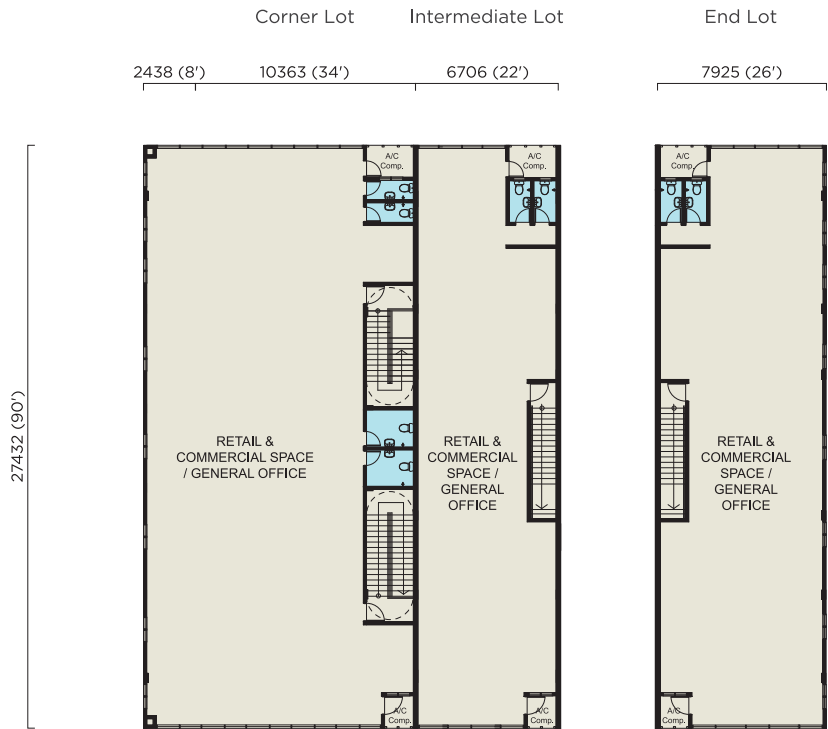 Corner Lot
Intermediate Lot
End Lot
2438 (8')
10363 (34')
6706 (22')
7925 (26')
27432 (90')
A/C
Comp.
A/C
Comp.
A/C
Comp.
RETAIL &
COMMERCIAL SPACE
/ GENERAL OFFICE
RETAIL &
COMMERCIAL
SPACE /
GENERAL
OFFICE
RETAIL &
COMMERCIAL
SPACE /
GENERAL
OFFICE
A/C
Comp.
A/C
Comp.
A/C
Comp.